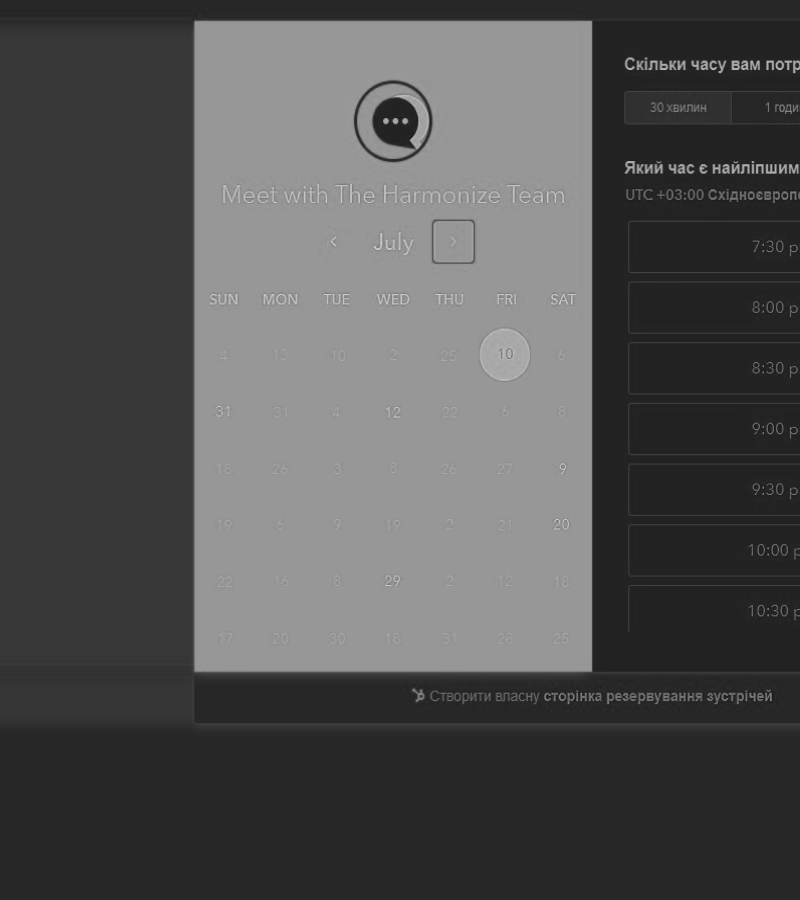 Meet with The Harmonize Team
July
SUN MON TUE WED THU FRI SAT
4 13 10 2 25 10 6
31 31 4 12 22 6 8
18 26 3 8 26 27 9
19 6 9 19 2 21 20
22 16 8 29 2 12 18
17 20 30 18 31 28 25
Скільки часу вам потр
30 хвилин 1 годи
Який час є найліпшим
UTC +03:00 Східноєвропе
7:30 p
8:00 p
8:30 p
9:00 p
9:30 p
10:00 p
10:30 p
Створити власну сторінка резервування зустрічей